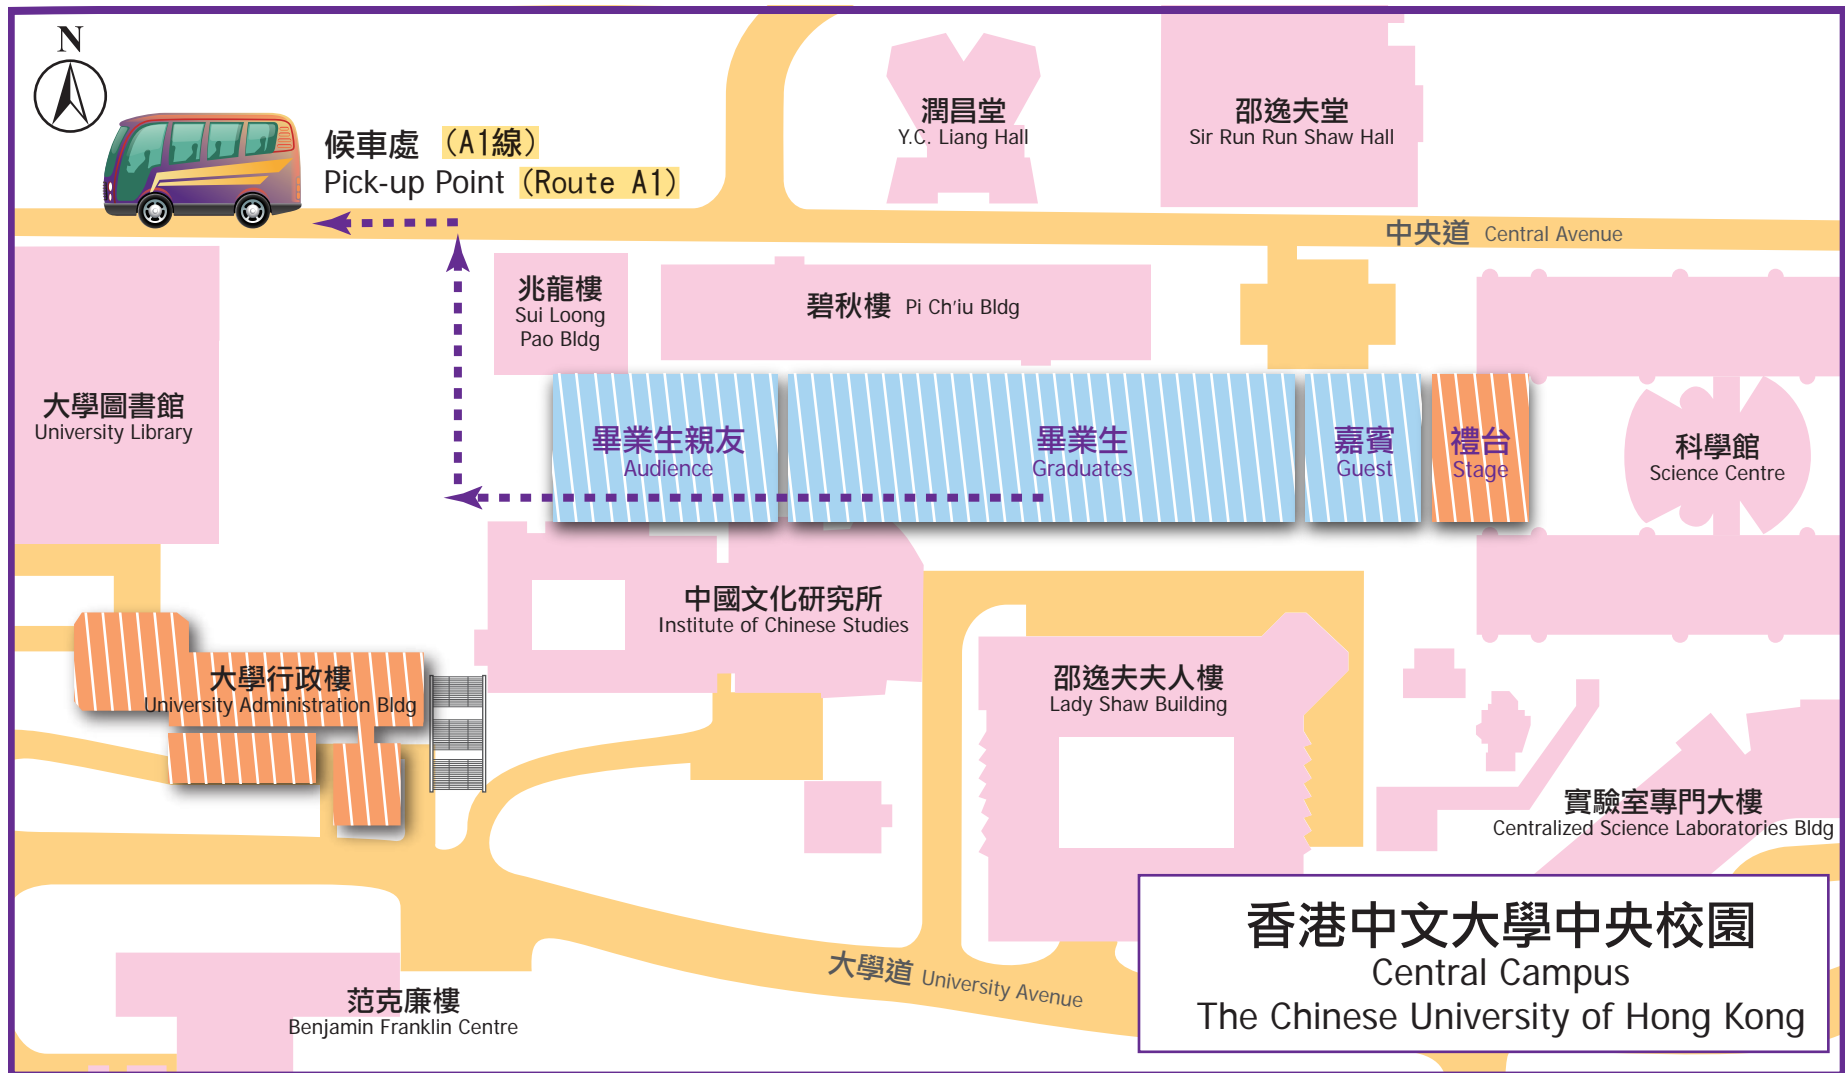 N
候車處 (A1線)
Pick-up Point (Route A1)
潤昌堂
Y.C. Liang Hall
邵逸夫堂
Sir Run Run Shaw Hall
中央道 Central Avenue
兆龍樓
Sui Loong
Pao Bldg
碧秋樓 Pi Ch'iu Bldg
大學圖書館
University Library
畢業生親友
Audience
畢業生
Graduates
嘉賓
Guest
禮台
Stage
科學館
Science Centre
中國文化研究所
Institute of Chinese Studies
大學行政樓
University Administration Bldg
邵逸夫夫人樓
Lady Shaw Building
實驗室專門大樓
Centralized Science Laboratories Bldg
大學道 University Avenue
范克廉樓
Benjamin Franklin Centre
香港中文大學中央校園
Central Campus
The Chinese University of Hong Kong